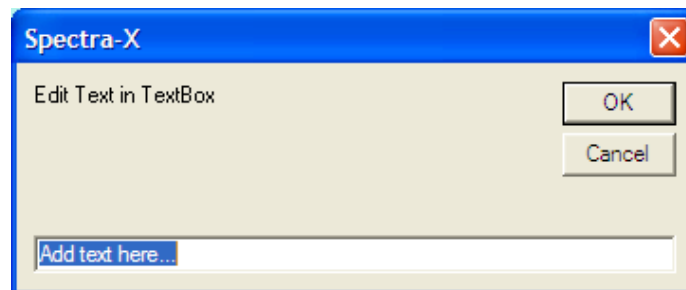 Spectra-X
Edit Text in TextBox
OK
Cancel
Add text here...